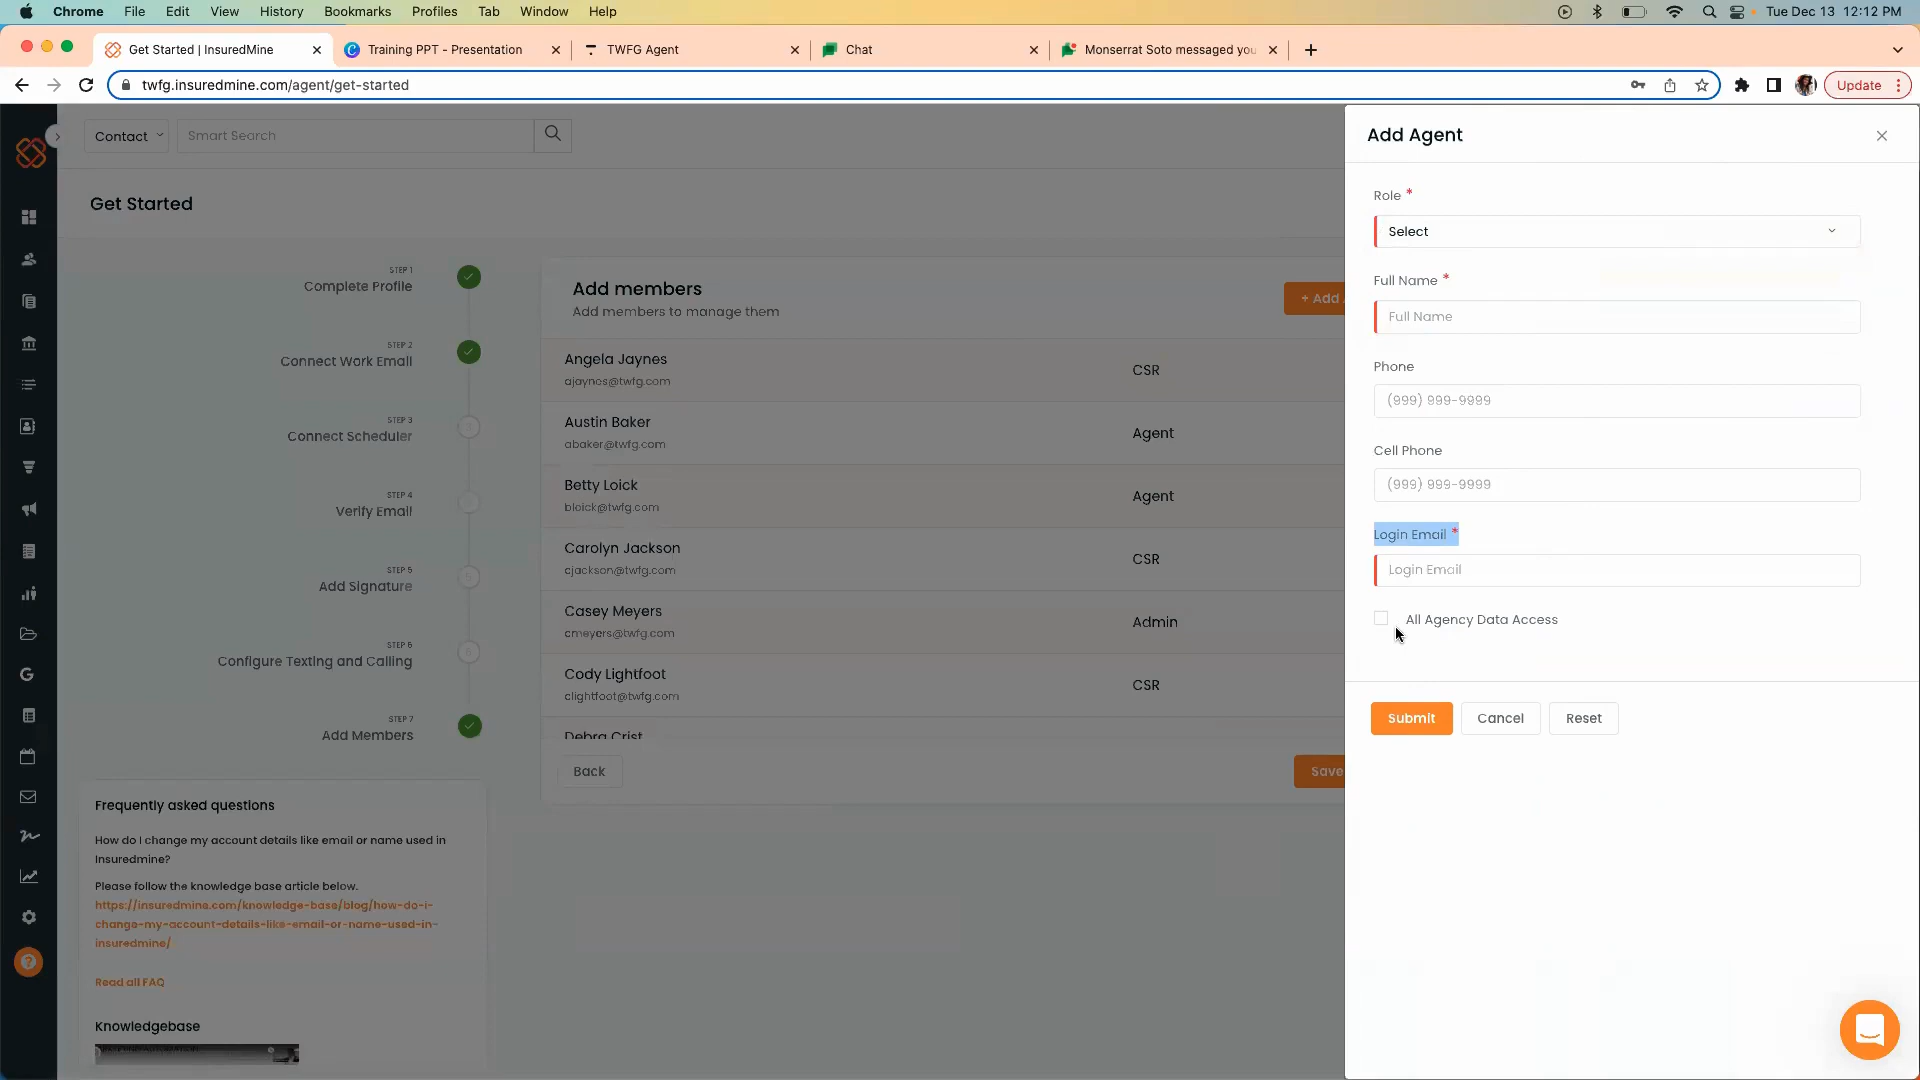 Chrome File Edit View History Bookmarks Profiles Tab Window Help Tue Dec 13 12:12 PM
Get Started | InsuredMine Training PPT - Presentation TWFG Agent Chat Monserrat Soto messaged you
twfg.insuredmine.com/agent/get-started Update
Contact Smart Search
Get Started
STEP 1
Complete Profile
STEP 2
Connect Work Email
STEP 3
Connect Scheduler
STEP 4
Verify Email
STEP 5
Add Signature
STEP 6
Configure Texting and Calling
STEP 7
Add Members
Frequently asked questions
How do I change my account details like email or name used in
Insuredmine?
Please follow the knowledge base article below.
https://insuredmine.com/knowledge-base/blog/how-do-i-
change-my-account-details-like-email-or-name-used-in-
insuredmine/
Read all FAQ
Knowledgebase
Add members
Add members to manage them
+ Add
Angela Jaynes
ajaynes@twfg.com
CSR
Austin Baker
abaker@twfg.com
Agent
Betty Loick
bloick@twfg.com
Agent
Carolyn Jackson
cjackson@twfg.com
CSR
Casey Meyers
cmeyers@twfg.com
Admin
Cody Lightfoot
clightfoot@twfg.com
CSR
Debra Crist
Back
Save
Add Agent
Role *
Select
Full Name *
Full Name
Phone
(999) 999-9999
Cell Phone
(999) 999-9999
Login Email *
Login Email
All Agency Data Access
Submit Cancel Reset